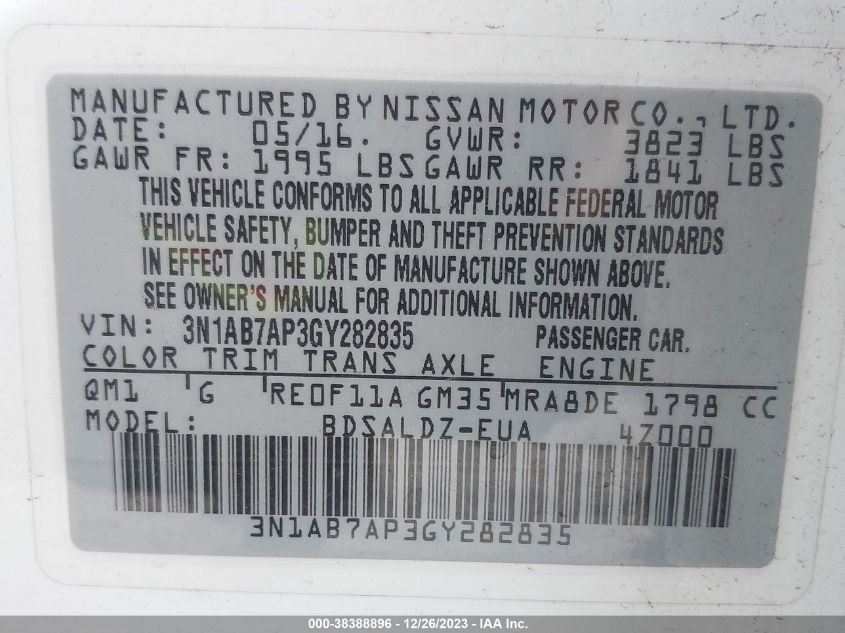 MANUFACTURED BY NISSAN MOTOR CO., LTD.
DATE: 05/16. GVWR: 3823 LBS
GAWR FR: 1995 LBS GAWR RR: 1841 LBS
THIS VEHICLE CONFORMS TO ALL APPLICABLE FEDERAL MOTOR
VEHICLE SAFETY, BUMPER AND THEFT PREVENTION STANDARDS
IN EFFECT ON THE DATE OF MANUFACTURE SHOWN ABOVE.
SEE OWNER'S MANUAL FOR ADDITIONAL INFORMATION.
VIN: 3N1AB7AP3GY282835 PASSENGER CAR.
COLOR TRIM TRANS AXLE ENGINE
QM1 G RE0F11A GM35 MRA8DE 1798 CC
MODEL: BDSALDZ-EUA 47000
3N1AB7AP3GY282835
000-38388896 - 12/26/2023 - IAA Inc.